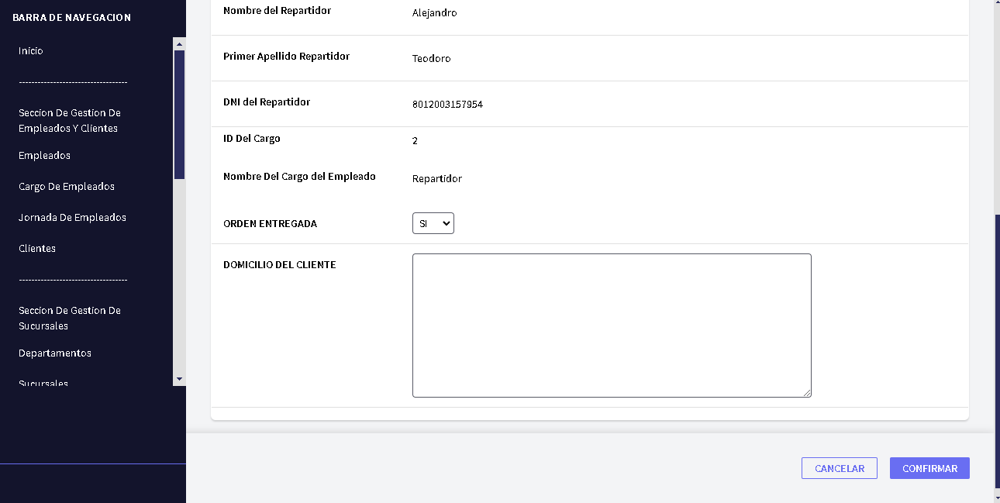 BARRA DE NAVEGACION
Inicio
-----------------------------------
Seccion De Gestion De
Empleados Y Clientes
Empleados
Cargo De Empleados
Jornada De Empleados
Clientes
-----------------------------------
Seccion De Gestion De
Sucursales
Departamentos
Sucursales
Nombre del Repartidor
Alejandro
Primer Apellido Repartidor
Teodoro
DNI del Repartidor
8012003157954
ID Del Cargo
2
Nombre Del Cargo del Empleado
Repartidor
ORDEN ENTREGADA
SI
DOMICILIO DEL CLIENTE
CANCELAR
CONFIRMAR